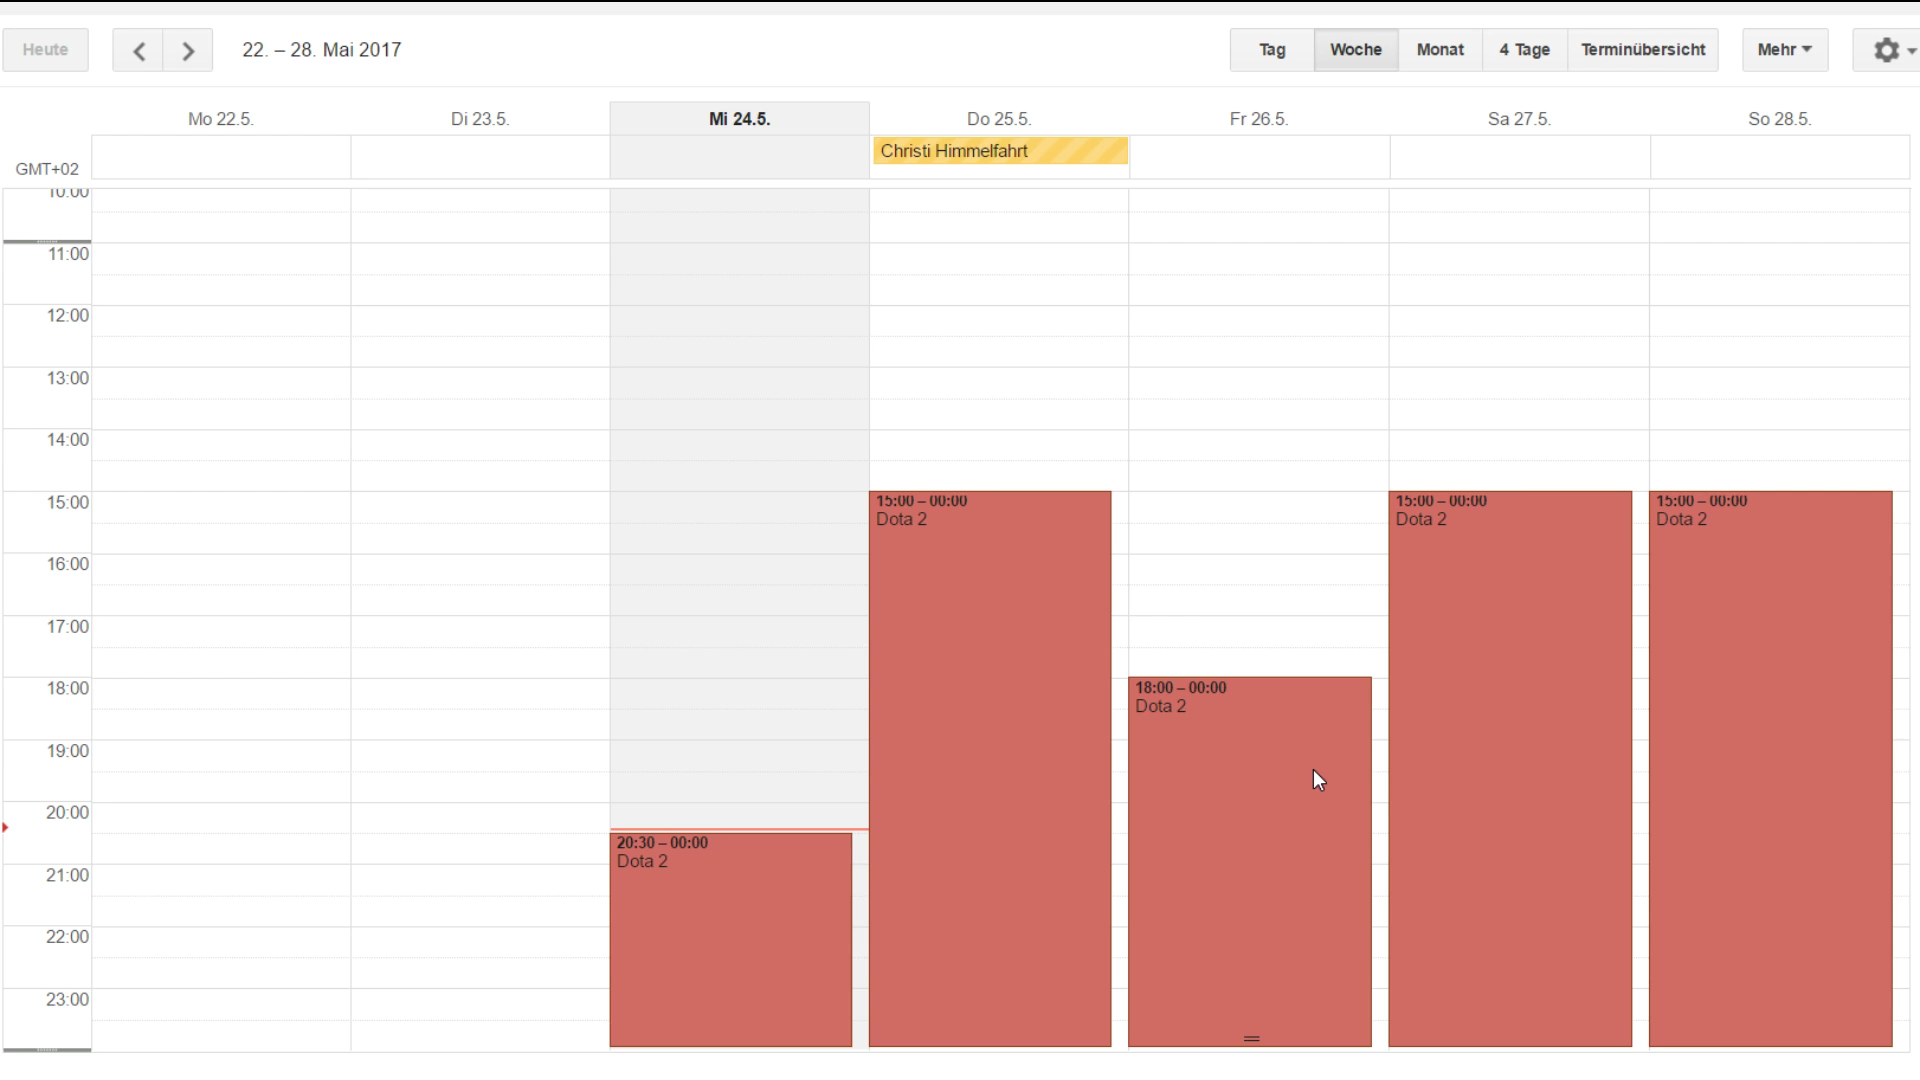 Heute
22. – 28. Mai 2017
Tag Woche Monat 4 Tage Terminübersicht Mehr
Mo 22.5. Di 23.5. Mi 24.5. Do 25.5. Fr 26.5. Sa 27.5. So 28.5.
Christi Himmelfahrt
GMT+02
10:00
11:00
12:00
13:00
14:00
15:00
15:00 – 00:00
Dota 2
15:00 – 00:00
Dota 2
15:00 – 00:00
Dota 2
16:00
17:00
18:00
18:00 – 00:00
Dota 2
19:00
20:00
20:30 – 00:00
Dota 2
21:00
22:00
23:00